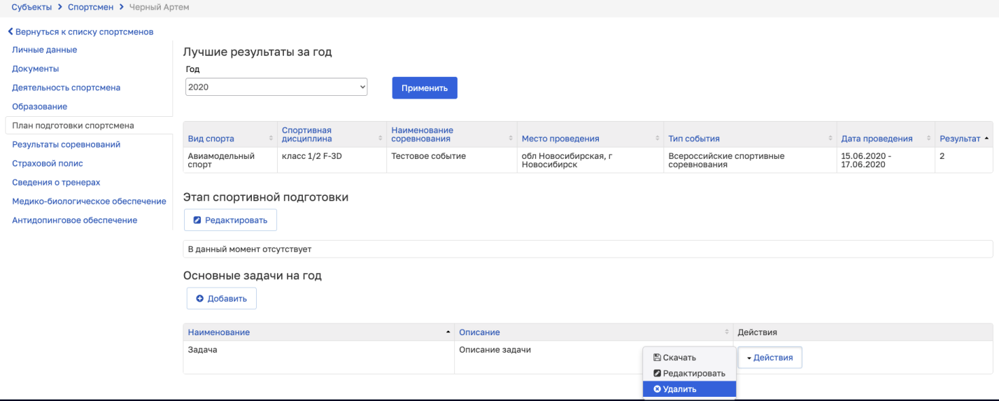 Субъекты > Спортсмен > Черный Артем
Вернуться к списку спортсменов
Личные данные
Документы
Деятельность спортсмена
Образование
План подготовки спортсмена
Результаты соревнований
Страховой полис
Сведения о тренерах
Медико-биологическое обеспечение
Антидопинговое обеспечение
Лучшие результаты за год
Год
2020 Применить
Вид спорта Спортивная дисциплина Наименование соревнования Место проведения Тип события Дата проведения Результат
Авиамодельный спорт класс 1/2 F-3D Тестовое событие обл Новосибирская, г Новосибирск Всероссийские спортивные соревнования 15.06.2020 - 17.06.2020 2
Этап спортивной подготовки
Редактировать
В данный момент отсутствует
Основные задачи на год
Добавить
Наименование Описание Действия
Задача Описание задачи Действия
Скачать
Редактировать
Удалить